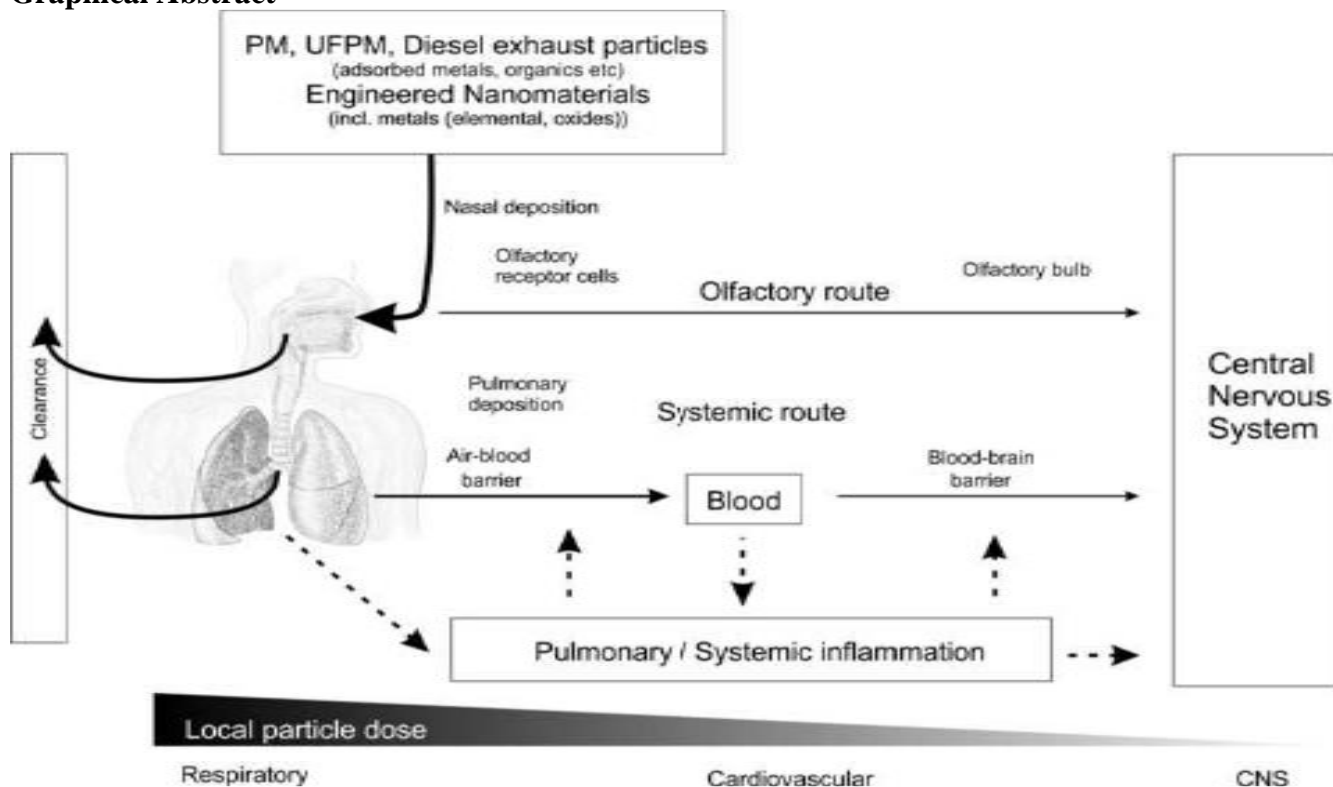 Graphical Abstract
PM, UFPM, Diesel exhaust particles
(adsorbed metals, organics etc)
Engineered Nanomaterials
(incl. metals (elemental, oxides))
Nasal deposition
Olfactory
receptor cells
Olfactory bulb
Olfactory route
Clearance
Central
Nervous
System
Pulmonary
deposition
Systemic route
Air-blood
barrier
Blood-brain
barrier
Blood
Pulmonary / Systemic inflammation
Local particle dose
Respiratory
Cardiovascular
CNS